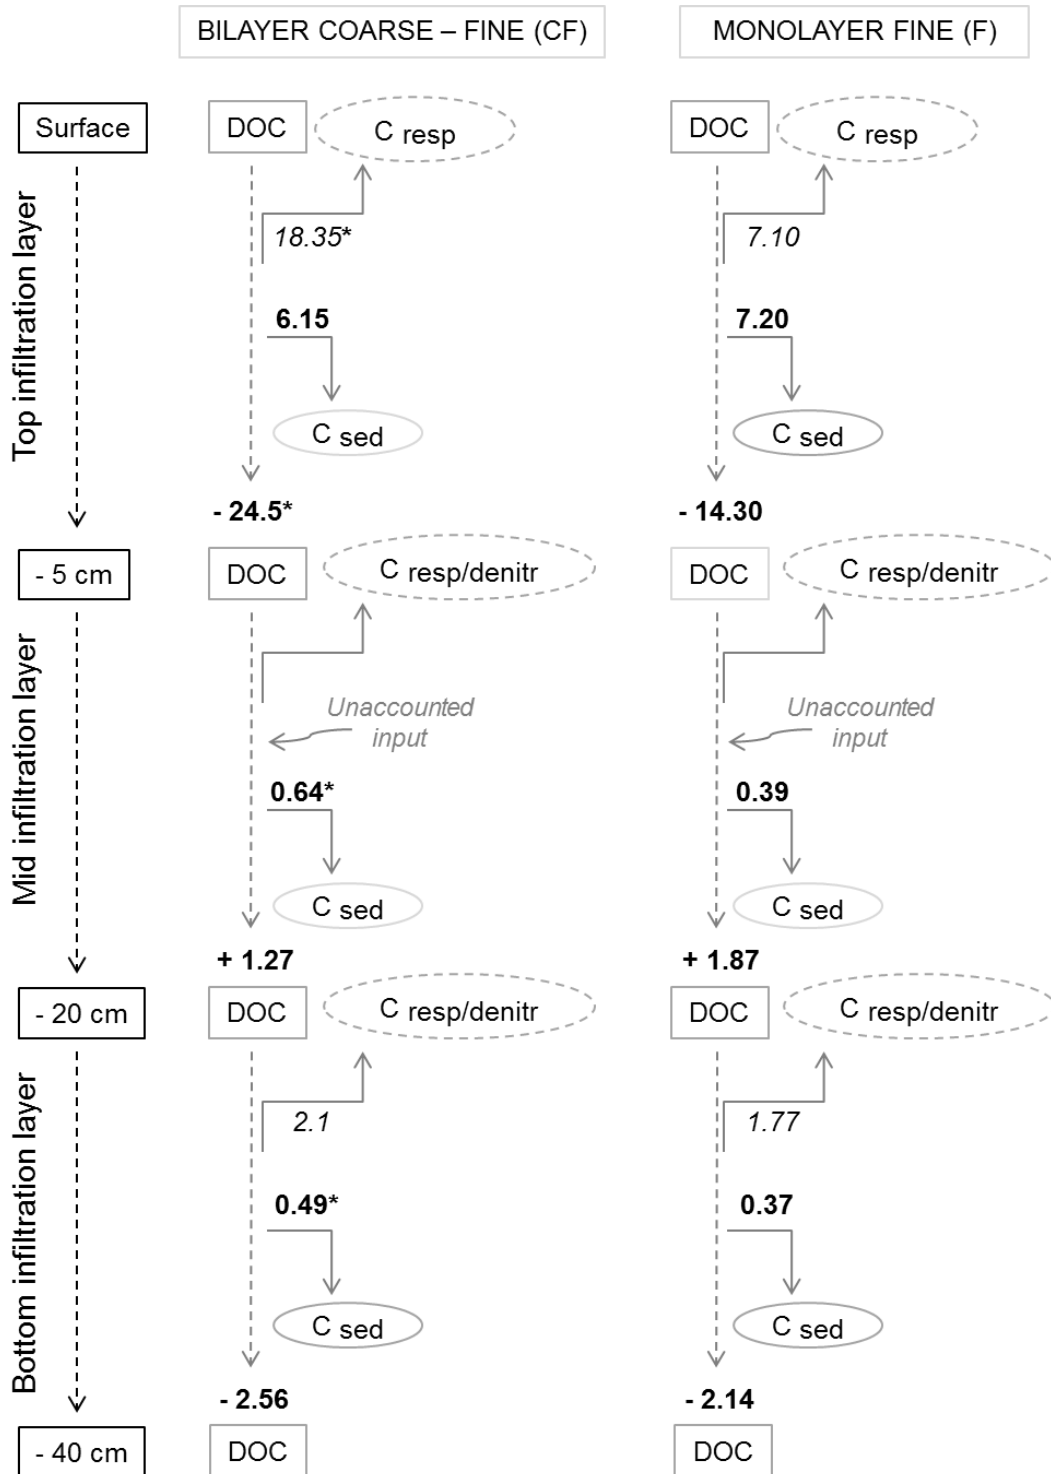 BILAYER COARSE – FINE (CF)
MONOLAYER FINE (F)
Surface
DOC
C resp
DOC
C resp
Top infiltration layer
18.35*
7.10
6.15
7.20
C sed
C sed
- 24.5*
- 14.30
- 5 cm
DOC
C resp/denitr
DOC
C resp/denitr
Mid infiltration layer
Unaccounted
input
Unaccounted
input
0.64*
0.39
C sed
C sed
+ 1.27
+ 1.87
- 20 cm
DOC
C resp/denitr
DOC
C resp/denitr
Bottom infiltration layer
2.1
1.77
0.49*
0.37
C sed
C sed
- 2.56
- 2.14
- 40 cm
DOC
DOC